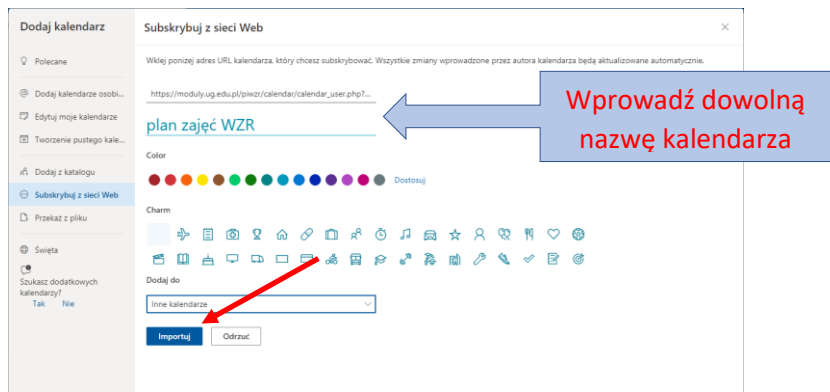 Dodaj kalendarz
Polecane
Dodaj kalendarze osobi...
Edytuj moje kalendarze
Tworzenie pustego kale...
Dodaj z katalogu
Subskrybuj z sieci Web
Przekaż z pliku
Święta
Szukasz dodatkowych
kalendarzy?
Tak Nie
Subskrybuj z sieci Web
Wklej poniżej adres URL kalendarza, który chcesz subskrybować. Wszystkie zmiany wprowadzone przez autora kalendarza będą aktualizowane automatycznie.
https://moduly.ug.edu.pl/piwzr/calendar/calendar_user.php?...
plan zajęć WZR
Color
Dostosuj
Charm
Dodaj do
Inne kalendarze
Importuj Odrzuć
Wprowadź dowolną
nazwę kalendarza